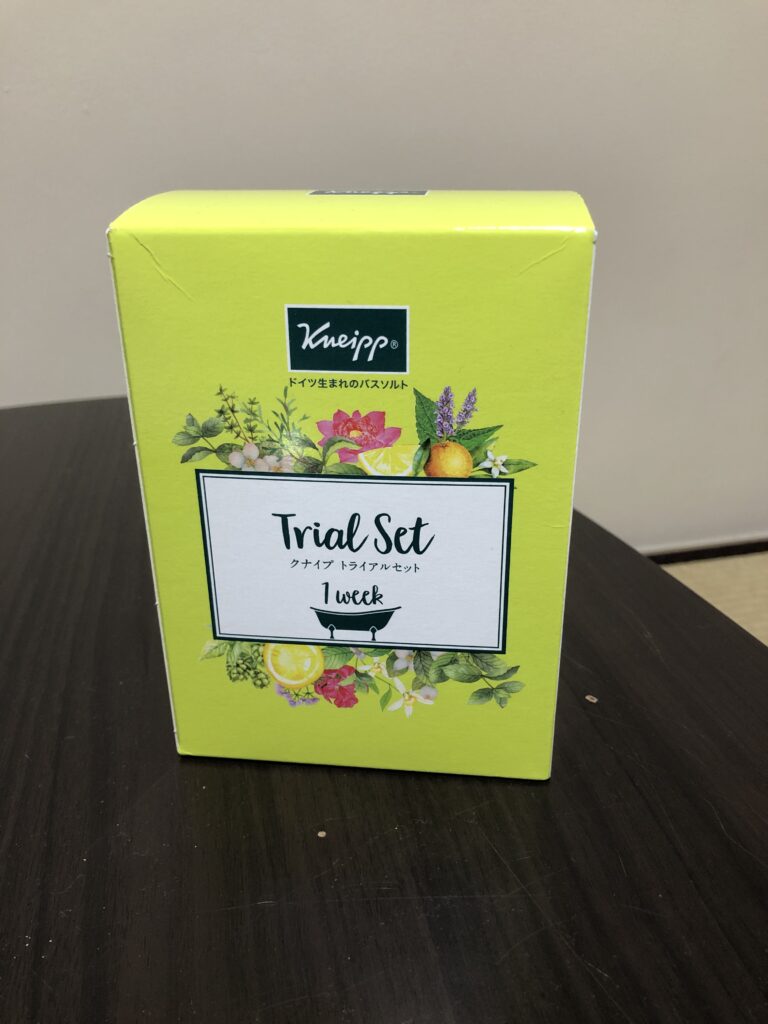 Kneipp®
ドイツ生まれのバスソルト
Trial Set
クナイプ トライアルセット
1 week